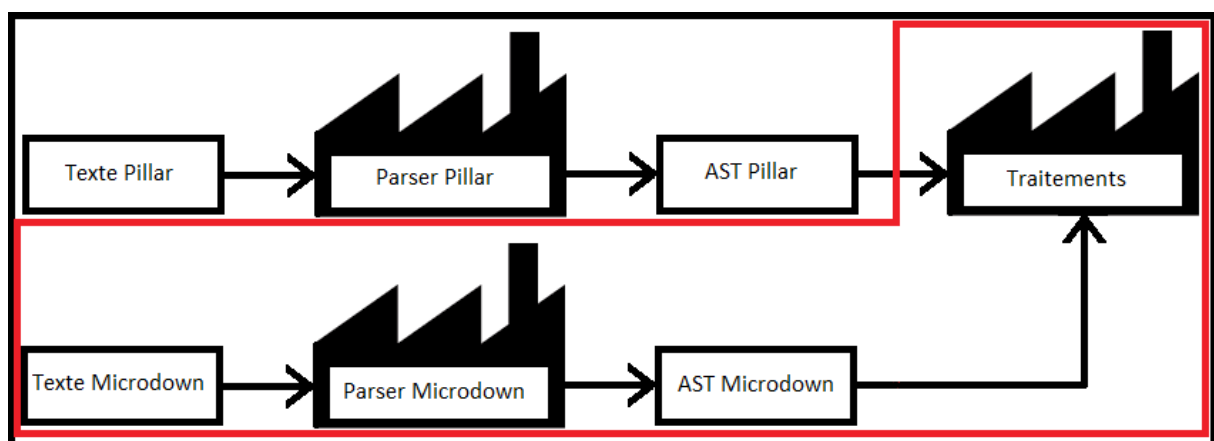 Texte Pillar
Parser Pillar
AST Pillar
Traitements
Texte Microdown
Parser Microdown
AST Microdown